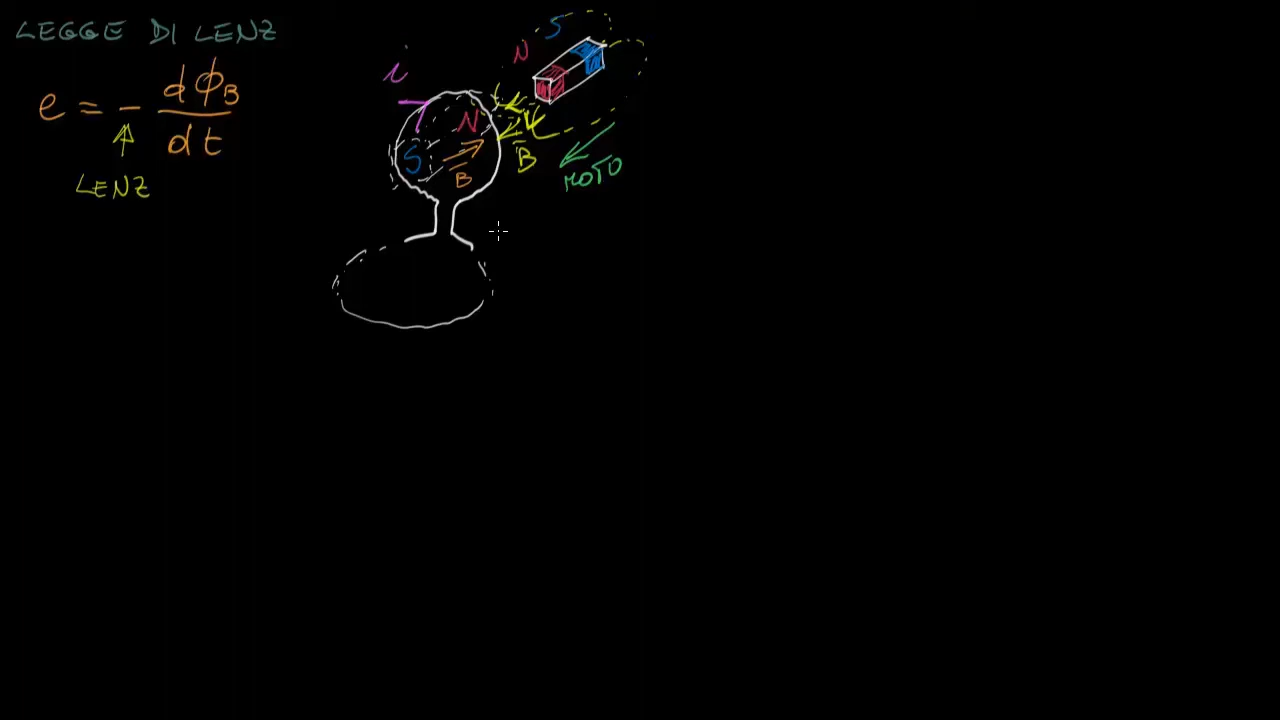 LEGGE DI LENZ
e = - dϕB
dt
LENZ
i
N
S
N
S
B
B
MOTO